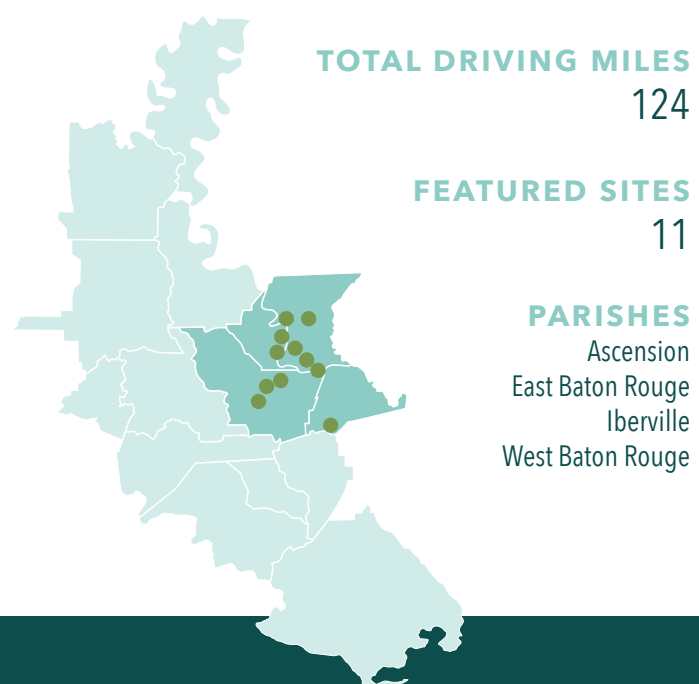 TOTAL DRIVING MILES
124
FEATURED SITES
11
PARISHES
Ascension
East Baton Rouge
Iberville
West Baton Rouge